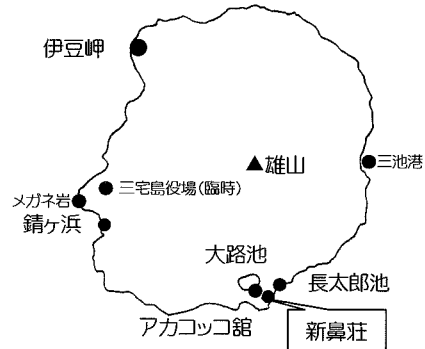 伊豆岬
雄山
三池港
三宅島役場(臨時)
メガネ岩
錆ヶ浜
大路池
長太郎池
アカコッコ舘
新鼻荘